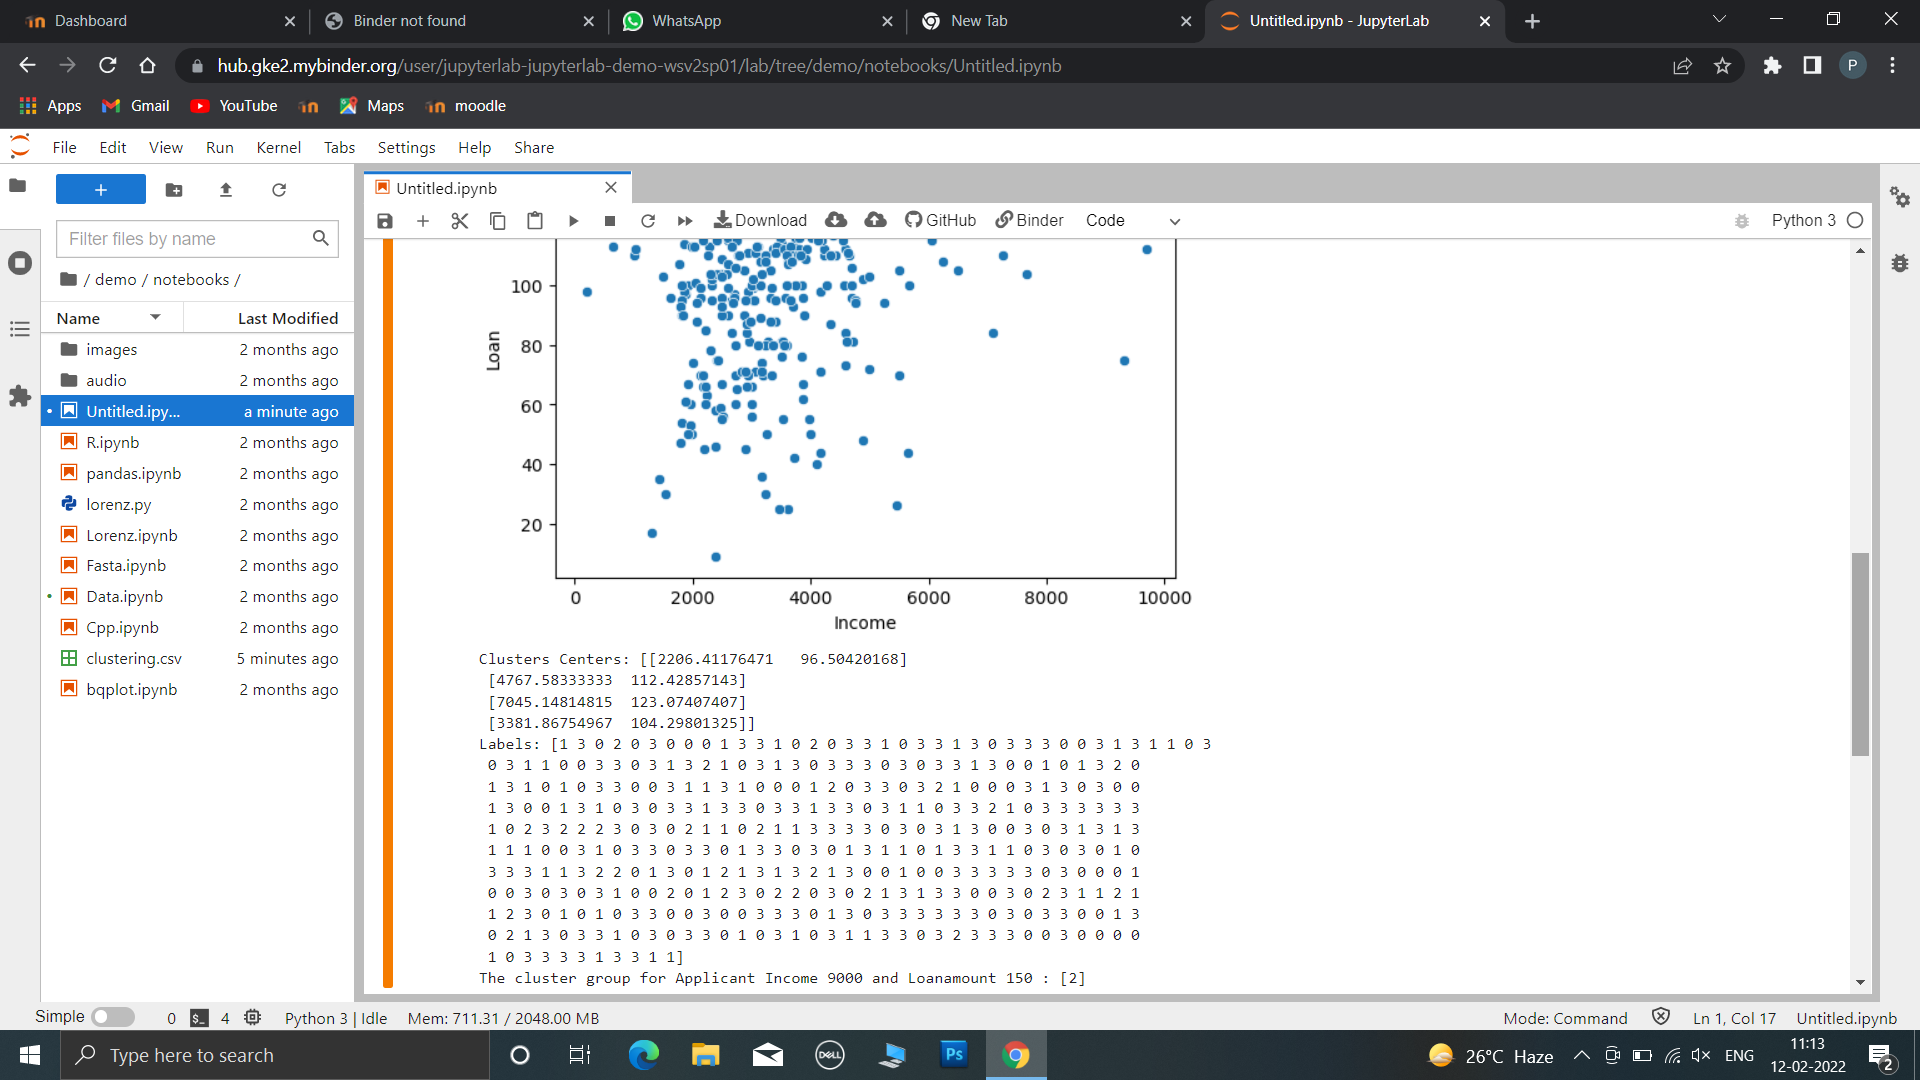 Dashboard
Binder not found
WhatsApp
New Tab
Untitled.ipynb - JupyterLab
hub.gke2.mybinder.org/user/jupyterlab-jupyterlab-demo-wsv2sp01/lab/tree/demo/notebooks/Untitled.ipynb
P
Apps
Gmail
YouTube
Maps
moodle
File Edit View Run Kernel Tabs Settings Help Share
Untitled.ipynb
Filter files by name
Download
GitHub
Binder
Code
Python 3
/ demo / notebooks /
Name Last Modified
images 2 months ago
audio 2 months ago
Untitled.ipy... a minute ago
R.ipynb 2 months ago
pandas.ipynb 2 months ago
lorenz.py 2 months ago
Lorenz.ipynb 2 months ago
Fasta.ipynb 2 months ago
Data.ipynb 2 months ago
Cpp.ipynb 2 months ago
clustering.csv 5 minutes ago
bqplot.ipynb 2 months ago
100
80
60
40
20
Loan
0 2000 4000 6000 8000 10000
Income
Clusters Centers: [[2206.41176471 96.50420168]
[4767.58333333 112.42857143]
[7045.14814815 123.07407407]
[3381.86754967 104.29801325]]
Labels: [1 3 0 2 0 3 0 0 0 1 3 3 1 0 2 0 3 3 1 0 3 3 1 3 0 3 3 3 0 0 3 1 3 1 1 0 3
0 3 1 1 0 0 3 3 0 3 1 3 2 1 0 3 1 3 0 3 3 3 0 3 0 3 3 1 3 0 0 1 0 1 3 2 0
1 3 1 0 1 0 3 3 0 0 3 1 1 3 1 0 0 0 1 2 0 3 3 0 3 2 1 0 0 0 3 1 3 0 3 0 0
1 3 0 0 1 3 1 0 3 0 3 3 1 3 3 0 3 3 1 3 3 0 3 1 1 0 3 3 2 1 0 3 3 3 3 3 3
1 0 2 3 2 2 2 3 0 3 0 2 1 1 0 2 1 1 3 3 3 3 0 3 0 3 1 3 0 0 3 0 3 1 3 1 3
1 1 1 0 0 3 1 0 3 3 0 3 3 0 1 3 3 0 3 0 1 3 1 1 0 1 3 3 1 1 0 3 0 3 0 1 0
3 3 3 1 1 3 2 2 0 1 3 0 1 2 1 3 1 3 2 1 3 0 0 1 0 0 3 3 3 3 3 0 3 0 0 0 1
0 0 3 0 3 0 3 1 0 0 2 0 1 2 3 0 2 2 0 3 0 2 1 3 1 3 3 0 0 3 0 2 3 1 1 2 1
1 2 3 0 1 0 1 0 3 3 0 0 3 0 0 3 3 3 0 1 3 0 3 3 3 3 3 3 0 3 0 3 3 0 0 1 3
0 2 1 3 0 3 3 1 0 3 0 3 3 0 1 0 3 1 0 3 1 1 3 3 0 3 2 3 3 3 0 0 3 0 0 0 0
1 0 3 3 3 3 1 3 3 1 1]
The cluster group for Applicant Income 9000 and Loanamount 150 : [2]
Simple
0
$_
4
Python 3 | Idle
Mem: 711.31 / 2048.00 MB
Mode: Command
Ln 1, Col 17
Untitled.ipynb
Type here to search
DELL
Ps
26°C Haze
ENG
11:13
12-02-2022
2